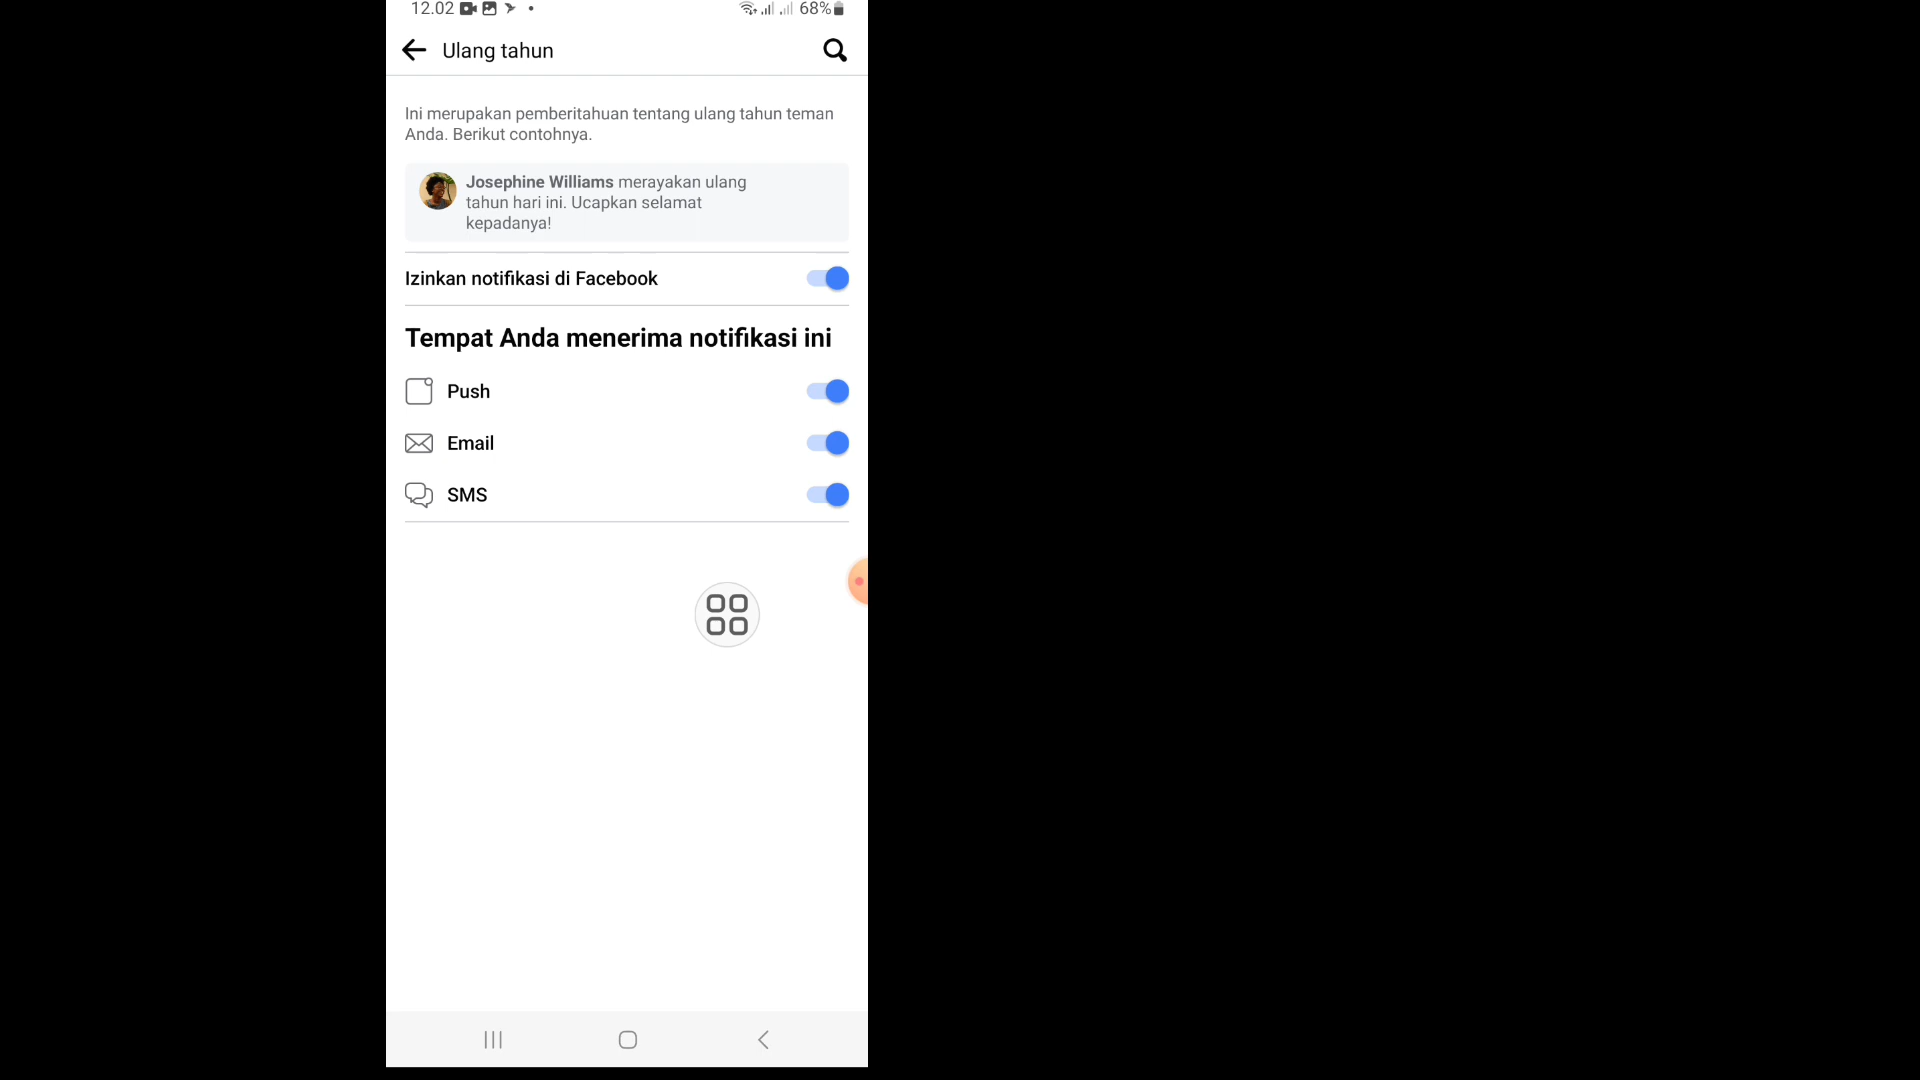 12.02 68%
Ulang tahun
Ini merupakan pemberitahuan tentang ulang tahun teman
Anda. Berikut contohnya.
Josephine Williams merayakan ulang
tahun hari ini. Ucapkan selamat
kepadanya!
Izinkan notifikasi di Facebook
Tempat Anda menerima notifikasi ini
Push
Email
SMS